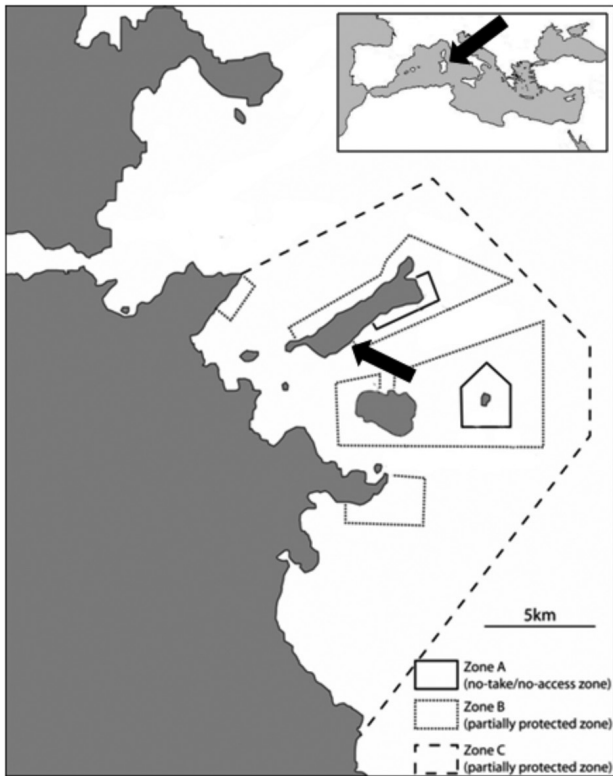 5km
Zone A
(no-take/no-access zone)
Zone B
(partially protected zone)
Zone C
(partially protected zone)